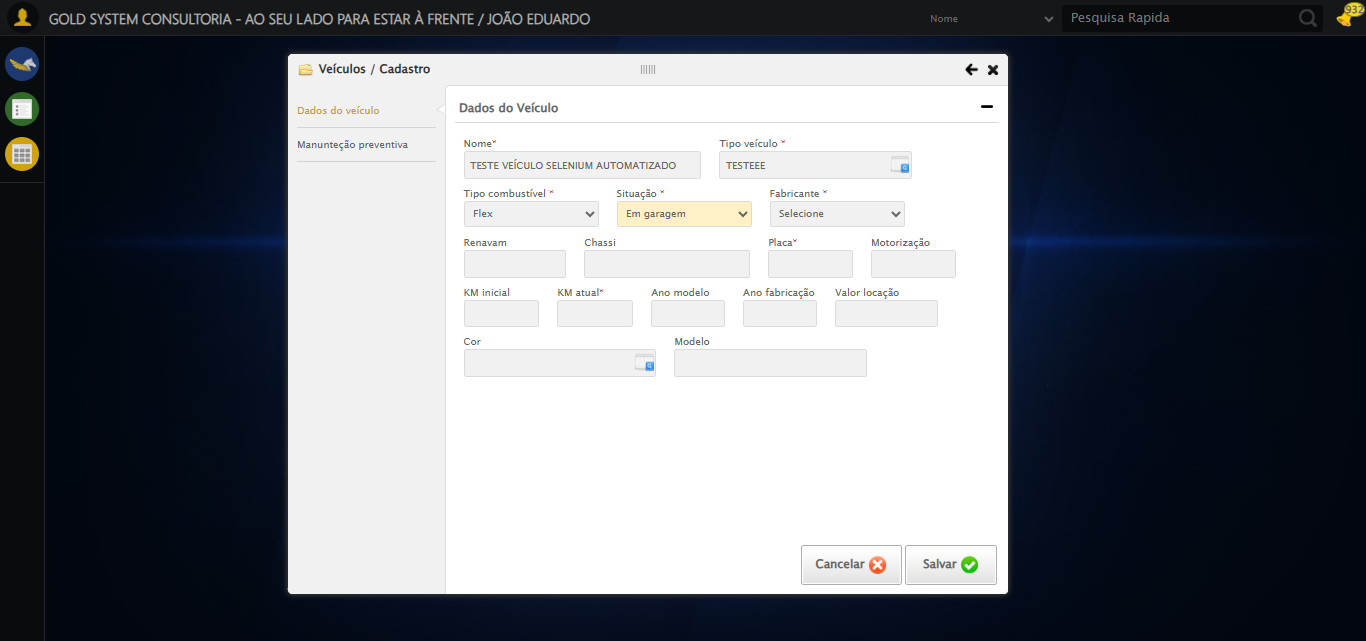 GOLD SYSTEM CONSULTORIA - AO SEU LADO PARA ESTAR À FRENTE / JOÃO EDUARDO
Nome
Pesquisa Rapida
932
Veículos / Cadastro
Dados do veículo
Manunteção preventiva
Dados do Veículo
Nome* Tipo veículo *
TESTE VEÍCULO SELENIUM AUTOMATIZADO TESTEEE
Tipo combustível * Situação * Fabricante *
Flex Em garagem Selecione
Renavam Chassi Placa* Motorização
KM inicial KM atual* Ano modelo Ano fabricação Valor locação
Cor Modelo
Cancelar Salvar